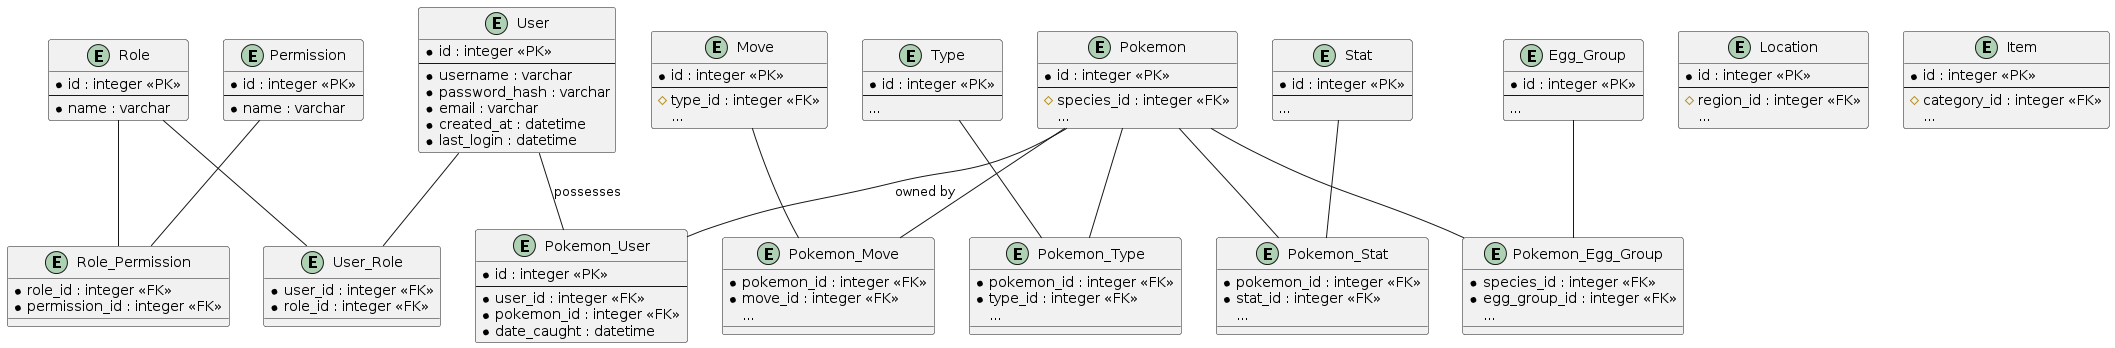 E Role
id : integer «PK»
name : varchar
E Permission
id : integer «PK»
name : varchar
E User
id : integer «PK»
username : varchar
password_hash : varchar
email : varchar
created_at : datetime
last_login : datetime
E Move
id : integer «PK»
type_id : integer «FK»
...
E Type
id : integer «PK»
...
E Pokemon
id : integer «PK»
species_id : integer «FK»
...
E Stat
id : integer «PK»
...
E Egg_Group
id : integer «PK»
...
E Location
id : integer «PK»
region_id : integer «FK»
...
E Item
id : integer «PK»
category_id : integer «FK»
...
possesses
owned by
E Role_Permission
role_id : integer «FK»
permission_id : integer «FK»
E User_Role
user_id : integer «FK»
role_id : integer «FK»
E Pokemon_User
id : integer «PK»
user_id : integer «FK»
pokemon_id : integer «FK»
date_caught : datetime
E Pokemon_Move
pokemon_id : integer «FK»
move_id : integer «FK»
...
E Pokemon_Type
pokemon_id : integer «FK»
type_id : integer «FK»
...
E Pokemon_Stat
pokemon_id : integer «FK»
stat_id : integer «FK»
...
E Pokemon_Egg_Group
species_id : integer «FK»
egg_group_id : integer «FK»
...